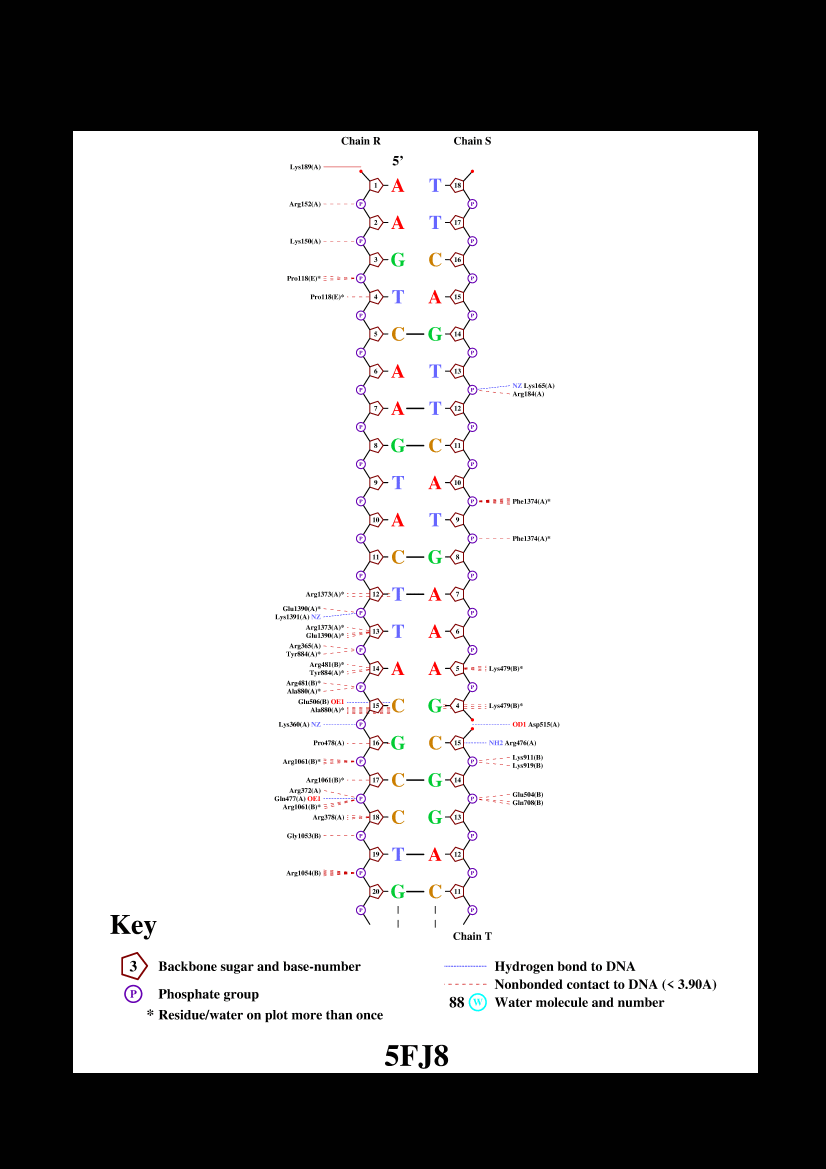 Chain R Chain S
5’
Lys189(A)
1 A T 18
P
Arg152(A) P
2 A T 17
Lys150(A) P P
3 G C 16
Pro118(E)* P P
Pro118(E)* 4 T A 15
P P
5 C G 14
P P
6 A T 13
NZ Lys165(A)
P P
Arg184(A)
7 A T 12
P P
8 G C 11
P P
9 T A 10
P P Phe1374(A)*
10 A T 9
P P Phe1374(A)*
11 C G 8
P P
Arg1373(A)* 12 T A 7
Glu1390(A)*
P P
Lys1391(A) NZ
Arg1373(A)*
13 T A 6
Glu1390(A)*
Arg365(A)
P P
Tyr884(A)*
Arg481(B)*
14 A A 5 Lys479(B)*
Tyr884(A)*
Arg481(B)*
P P
Ala880(A)*
Glu506(B) OE1
15 C G 4 Lys479(B)*
Ala880(A)*
Lys360(A) NZ P OD1 Asp515(A)
Pro478(A) 16 G C 15 NH2 Arg476(A)
Lys911(B)
Arg1061(B)* P P
Lys919(B)
Arg1061(B)* 17 C G 14
Arg372(A)
Glu504(B)
Gln477(A) OE1 P P
Gln708(B)
Arg1061(B)*
Arg378(A) 18 C G 13
Gly1053(B) P P
19 T A 12
Arg1054(B) P P
20 G C 11
P P
Chain T
Key
3 Backbone sugar and base-number
P Phosphate group
* Residue/water on plot more than once
Hydrogen bond to DNA
Nonbonded contact to DNA (< 3.90A)
88 W Water molecule and number
5FJ8